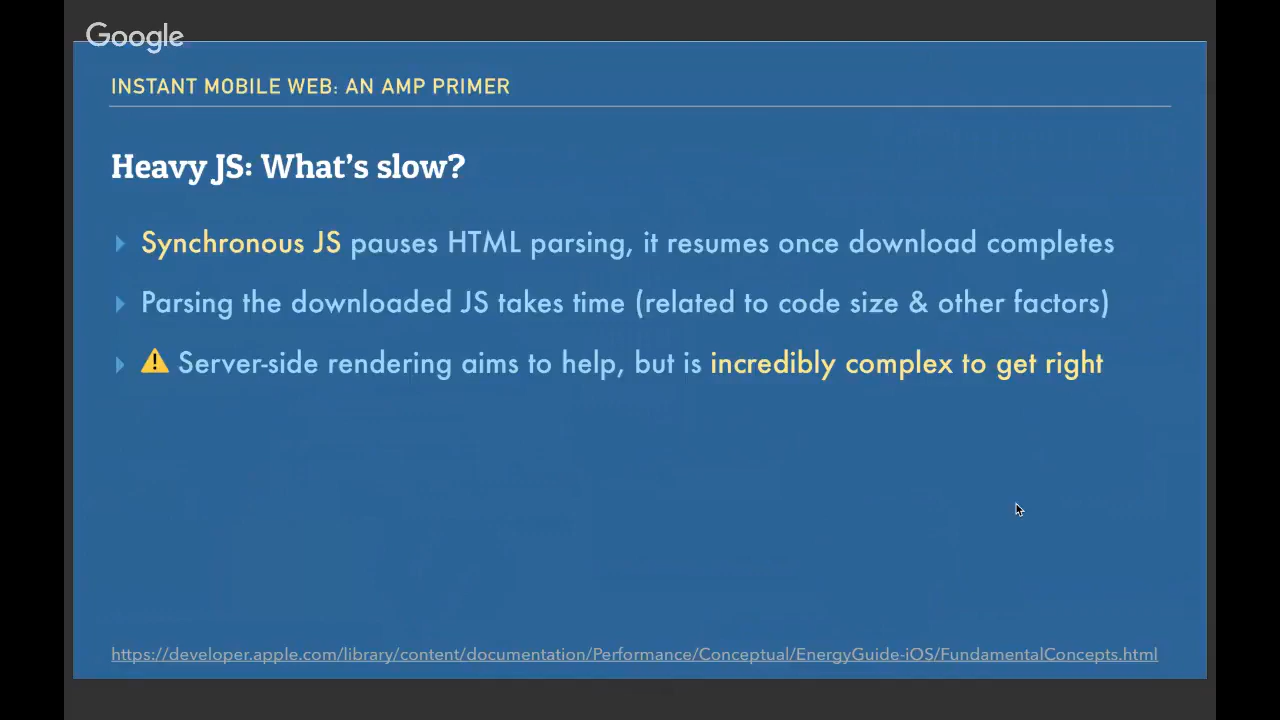 Google
INSTANT MOBILE WEB: AN AMP PRIMER
Heavy JS: What's slow?
Synchronous JS pauses HTML parsing, it resumes once download completes
Parsing the downloaded JS takes time (related to code size & other factors)
⚠️ Server-side rendering aims to help, but is incredibly complex to get right
https://developer.apple.com/library/content/documentation/Performance/Conceptual/EnergyGuide-iOS/FundamentalConcepts.html